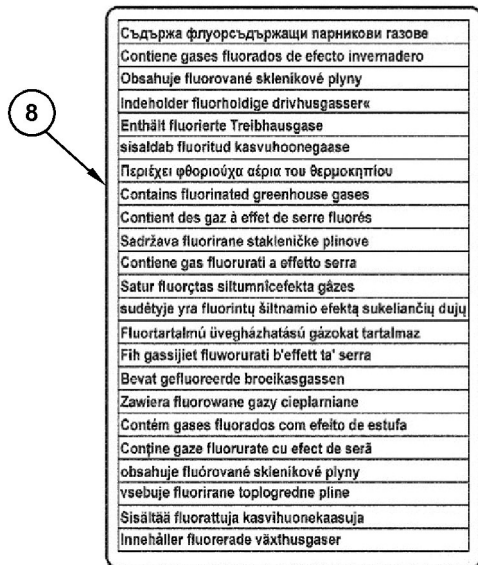 8
Съдържа флуорсъдържащи парникови газове
Contiene gases fluorados de efecto invernadero
Obsahuje fluorované skleníkové plyny
Indeholder fluorholdige drivhusgasser«
Enthält fluorierte Treibhausgase
sisaldab fluoritud kasvuhoonegaase
Περιέχει φθοριούχα αέρια του θερμοκηπίου
Contains fluorinated greenhouse gases
Contient des gaz à effet de serre fluorés
Sadržava fluorirane stakleničke plinove
Contiene gas fluorurati a effetto serra
Satur fluorçtas siltumnîcefekta gâzes
sudėtyje yra fluorintų šiltnamio efektą sukeliančių dujų
Fluortartalmú üvegházhatású gázokat tartalmaz
Fih gassijiet fluworurati b'effett ta' serra
Bevat gefluoreerde broeikasgassen
Zawiera fluorowane gazy cieplarniane
Contém gases fluorados com efeito de estufa
Conţine gaze fluorurate cu efect de seră
obsahuje fluórované skleníkové plyny
vsebuje fluorirane toplogredne pline
Sisältää fluorattuja kasvihuonekaasuja
Innehåller fluorerade växthusgaser